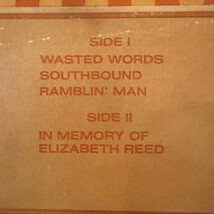 SIDE I
WASTED WORDS
SOUTHBOUND
RAMBLIN' MAN
SIDE II
IN MEMORY OF
ELIZABETH REED